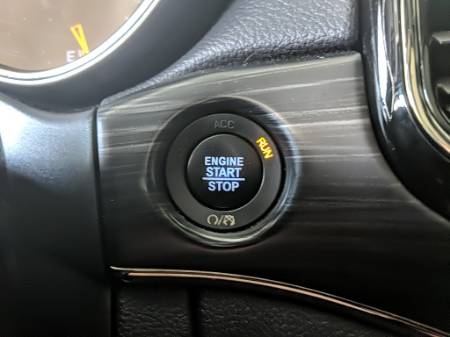 E
ACC
RUN
ENGINE
START
STOP